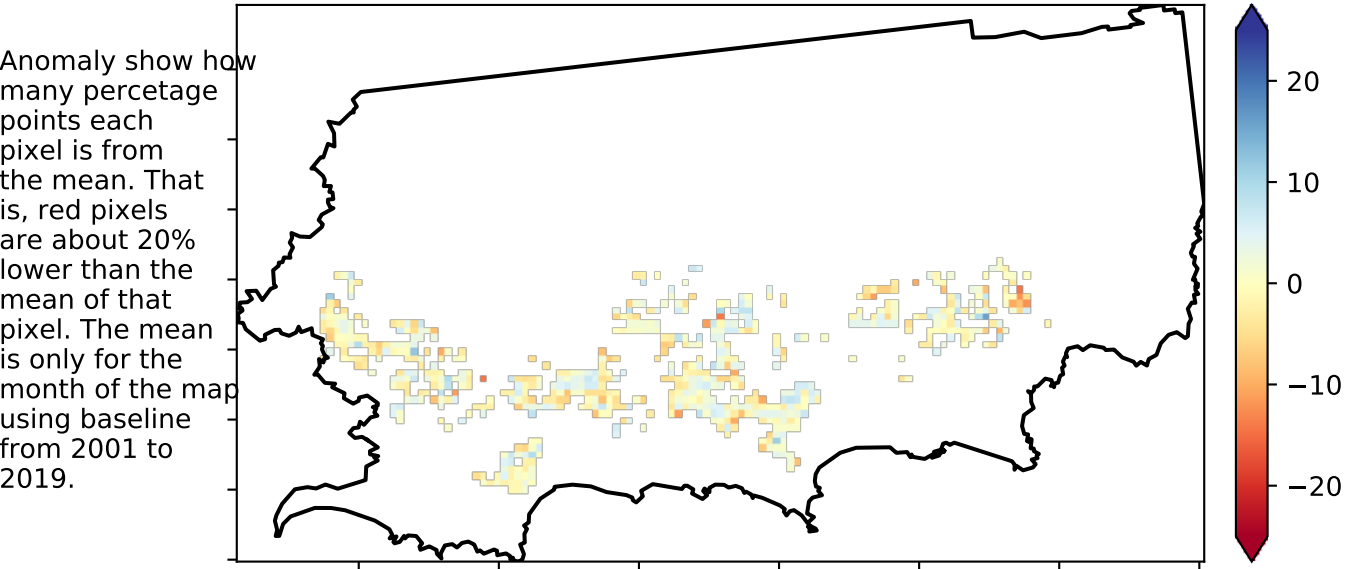 Anomaly show how
many percetage
points each
pixel is from
the mean. That
is, red pixels
are about 20%
lower than the
mean of that
pixel. The mean
is only for the
month of the map
using baseline
from 2001 to
2019.
20
10
0
−10
−20